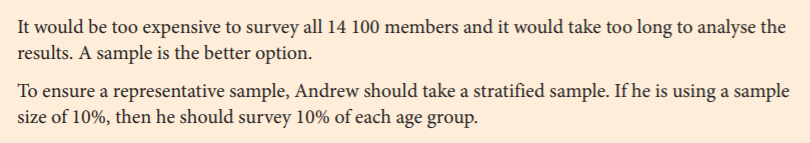 It would be too expensive to survey all 14 100 members and it would take too long to analyse the
results. A sample is the better option.
To ensure a representative sample, Andrew should take a stratified sample. If he is using a sample
size of 10%, then he should survey 10% of each age group.